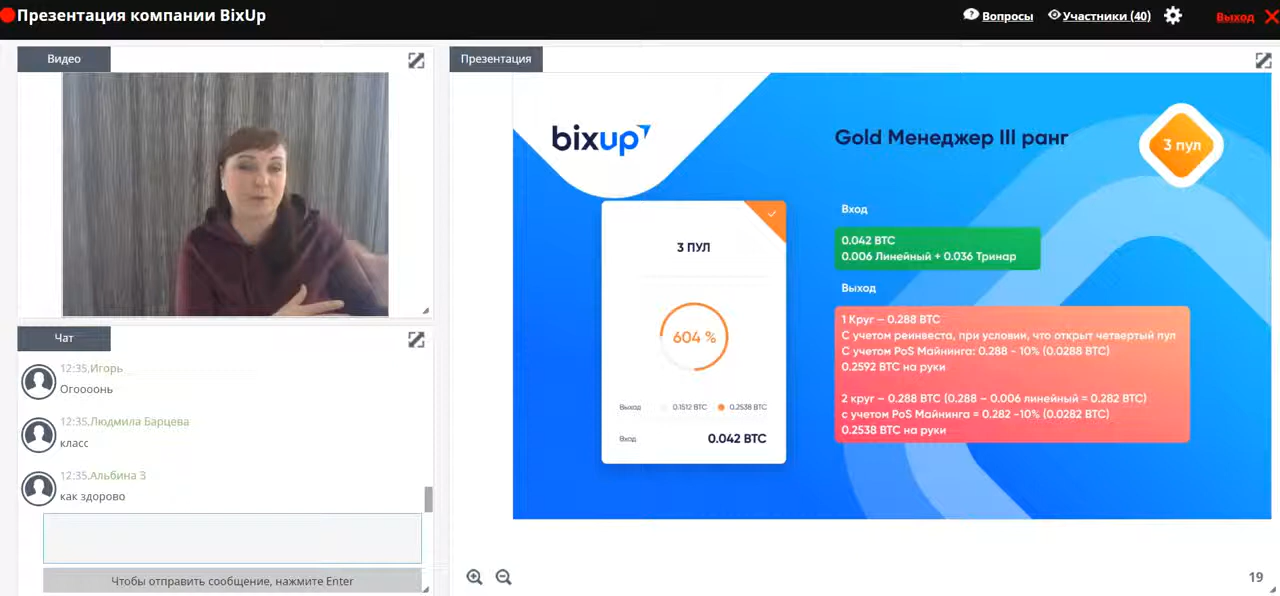 Презентация компании BixUp
Вопросы
Участники (40)
Выход
Видео
Презентация
bixup
Gold Менеджер III ранг
3 пул
3 ПУЛ
604 %
Выход
0.1512 BTC
0.2538 BTC
Вход
0.042 BTC
Вход
0.042 BTC
0.006 Линейный + 0.036 Тринар
Выход
1 Круг – 0.288 BTC
С учетом реинвеста, при условии, что открыт четвертый пул
С учетом PoS Майнинга: 0.288 - 10% (0.0288 BTC)
0.2592 BTC на руки
2 круг – 0.288 BTC (0.288 – 0.006 линейный = 0.282 BTC)
с учетом PoS Майнинга = 0.282 -10% (0.0282 BTC)
0.2538 BTC на руки
Чат
12:35,Игорь
Огоооонь
12:35,Людмила Барцева
класс
12:35,Альбина З
как здорово
Чтобы отправить сообщение, нажмите Enter
19